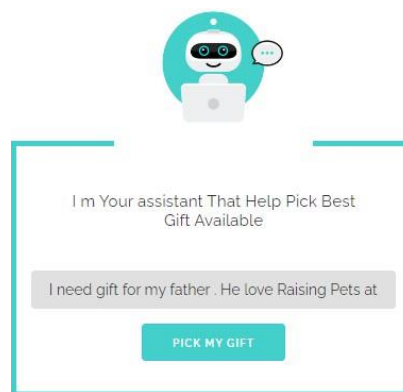 I m Your assistant That Help Pick Best
Gift Available
I need gift for my father . He love Raising Pets at
PICK MY GIFT